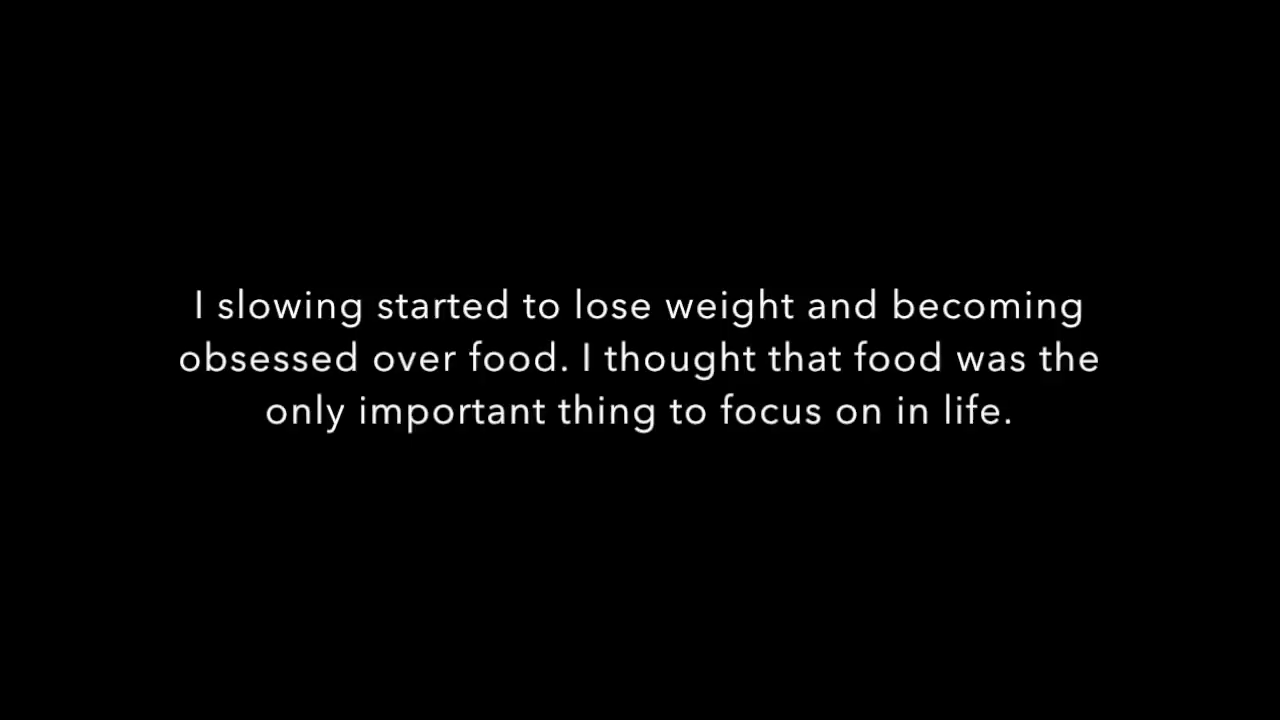 I slowing started to lose weight and becoming
obsessed over food. I thought that food was the
only important thing to focus on in life.